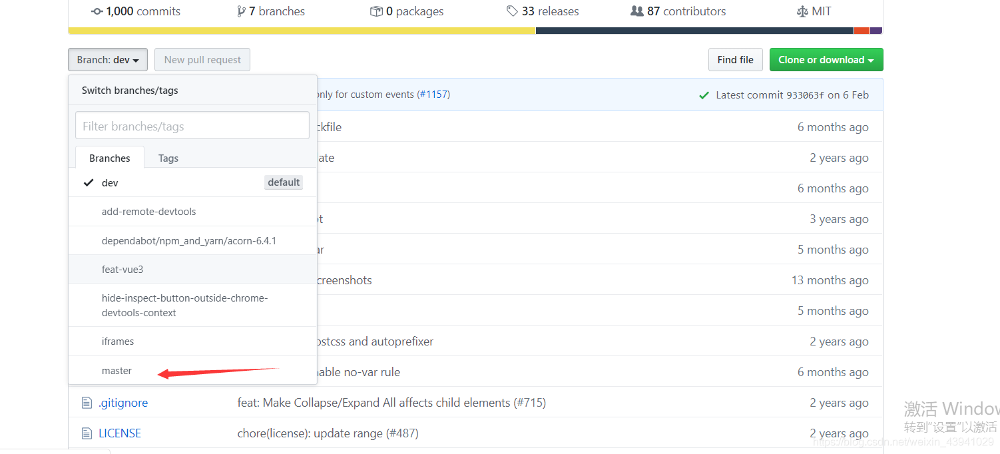 1,000 commits 7 branches 0 packages 33 releases 87 contributors MIT
Branch: dev New pull request Find file Clone or download
Switch branches/tags
only for custom events (#1157) Latest commit 933063f on 6 Feb
Filter branches/tags
ckfile 6 months ago
Branches Tags
ate 2 years ago
dev default
6 months ago
add-remote-devtools
ot 3 years ago
dependabot/npm_and_yarn/acorn-6.4.1
ar 5 months ago
feat-vue3
creenshots 13 months ago
hide-inspect-button-outside-chrome-
devtools-context
5 months ago
iframes
ostcss and autoprefixer 2 years ago
master
nable no-var rule 6 months ago
.gitignore feat: Make Collapse/Expand All affects child elements (#715) 2 years ago
LICENSE chore(license): update range (#487) 2 years ago
激活 Window
转到"设置"以激活
https://blog.csdn.net/weixin_43941029